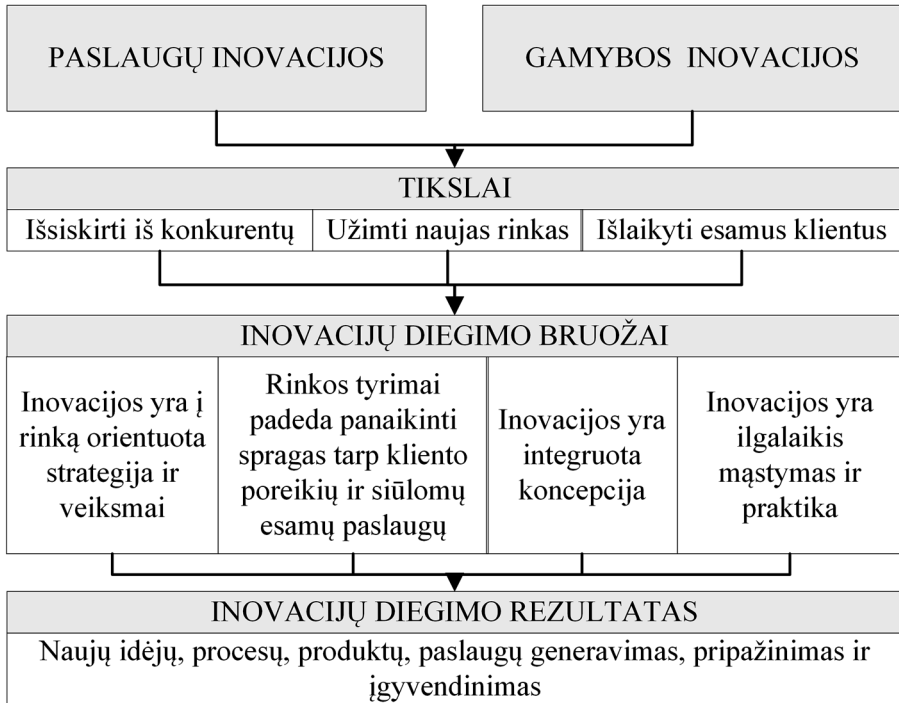 PASLAUGŲ INOVACIJOS
GAMYBOS INOVACIJOS
TIKSLAI
Išsiskirti iš konkurentų
Užimti naujas rinkas
Išlaikyti esamus klientus
INOVACIJŲ DIEGIMO BRUOŽAI
Inovacijos yra į
rinką orientuota
strategija ir
veiksmai
Rinkos tyrimai
padeda panaikinti
spragas tarp kliento
poreikių ir siūlomų
esamų paslaugų
Inovacijos yra
integruota
koncepcija
Inovacijos yra
ilgalaikis
mąstymas ir
praktika
INOVACIJŲ DIEGIMO REZULTATAS
Naujų idėjų, procesų, produktų, paslaugų generavimas, pripažinimas ir
įgyvendinimas